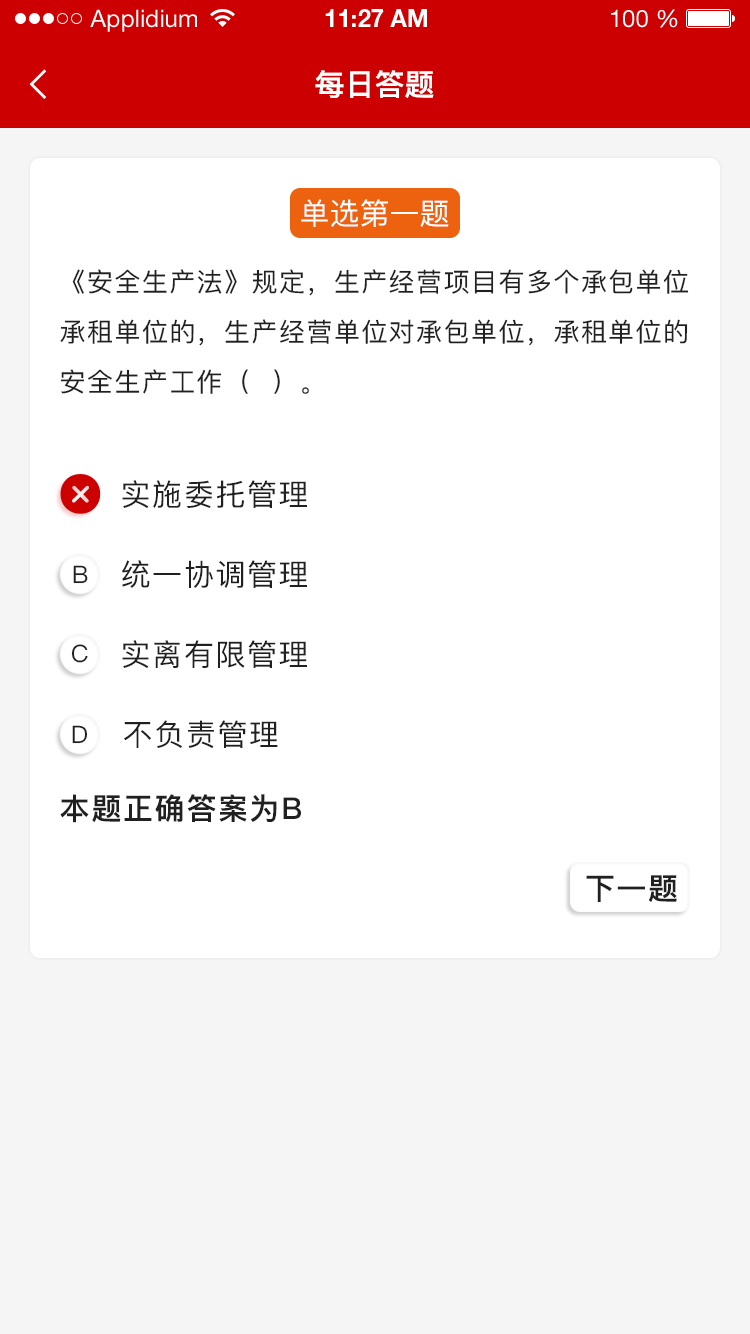 Applidium 11:27 AM 100 %
每日答题
单选第一题
《安全生产法》规定，生产经营项目有多个承包单位
承租单位的，生产经营单位对承包单位，承租单位的
安全生产工作（ ）。
实施委托管理
B 统一协调管理
C 实离有限管理
D 不负责管理
本题正确答案为B
下一题